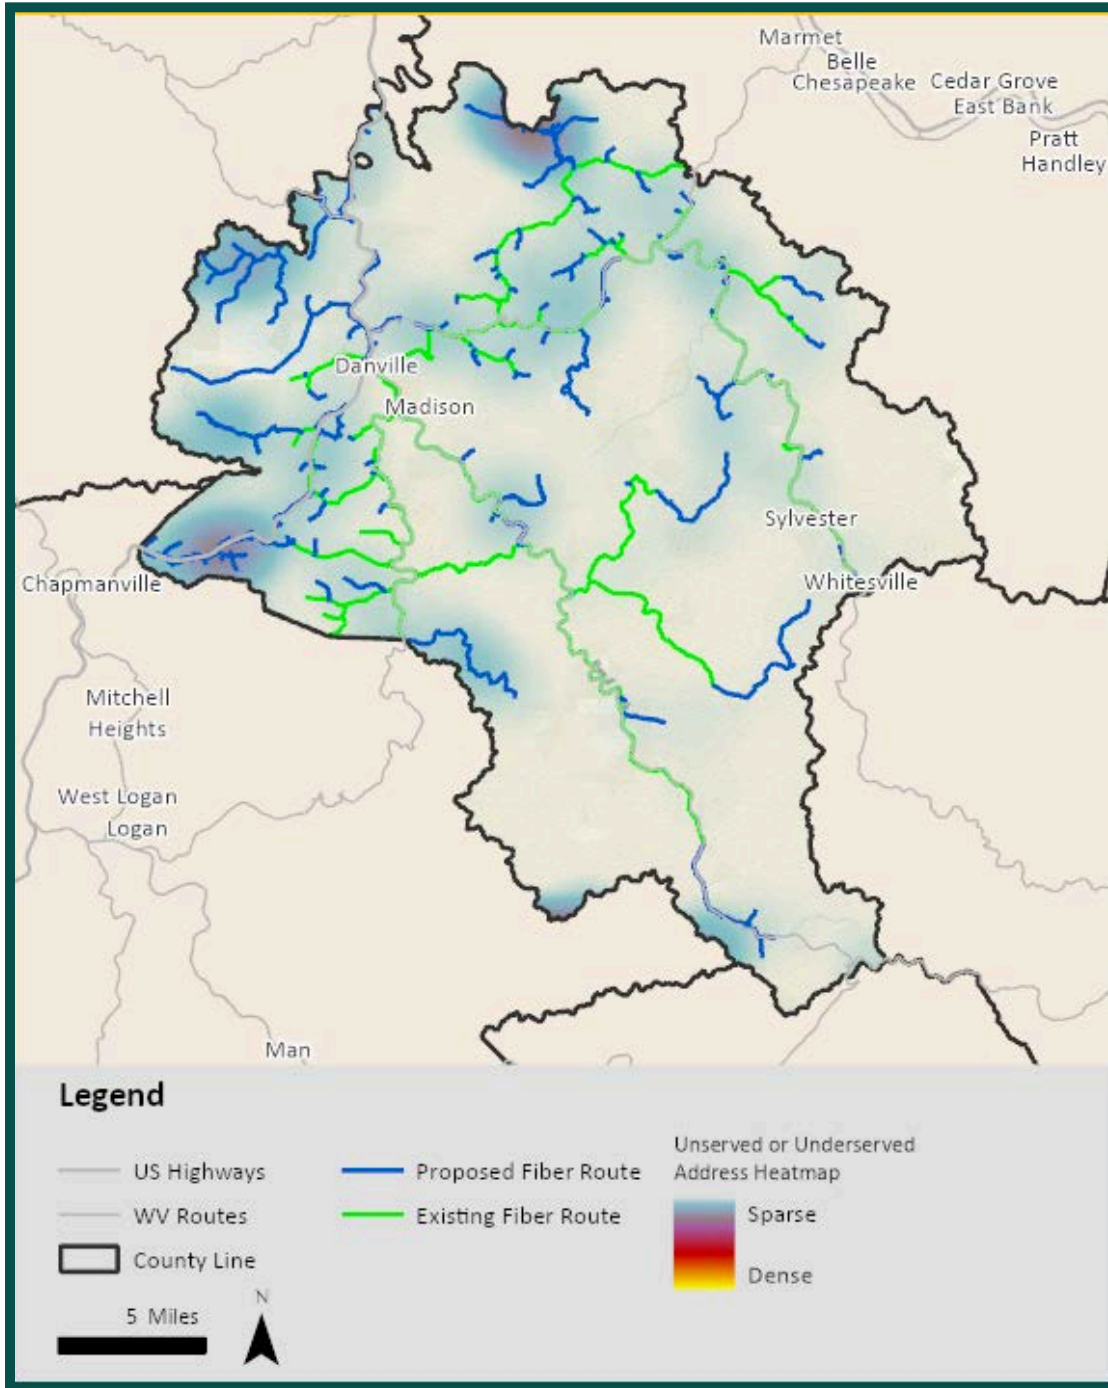 Marmet
Belle
Chesapeake
Cedar Grove
East Bank
Pratt
Handley
Danville
Madison
Sylvester
Chapmanville
Whitesville
Mitchell
Heights
West Logan
Logan
Man
Legend
US Highways
WV Routes
County Line
5 Miles
N
Proposed Fiber Route
Existing Fiber Route
Unserved or Underserved
Address Heatmap
Sparse
Dense